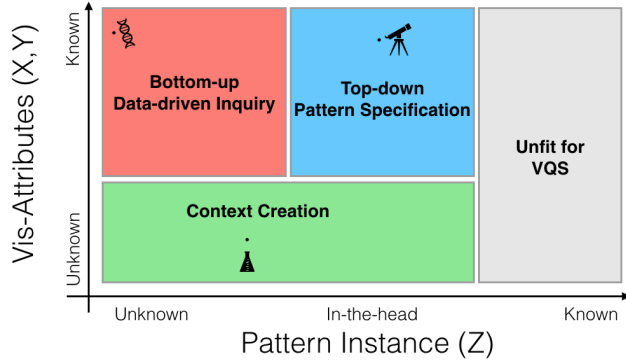 Vis-Attributes (X,Y)
Known
Unknown
Bottom-up
Data-driven Inquiry
Top-down
Pattern Specification
Unfit for
VQS
Context Creation
Unknown
In-the-head
Known
Pattern Instance (Z)